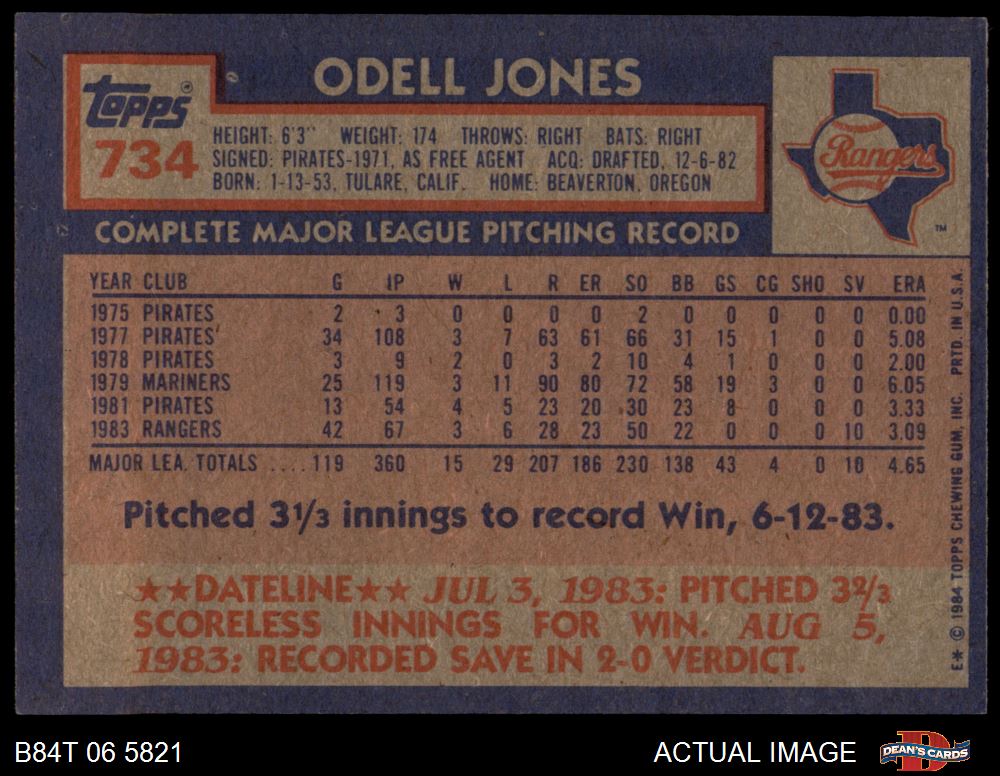 ODELL JONES
TOPPS®
734
HEIGHT: 6'3" WEIGHT: 174 THROWS: RIGHT BATS: RIGHT
SIGNED: PIRATES-1971, AS FREE AGENT ACQ: DRAFTED, 12-6-82
BORN: 1-13-53, TULARE, CALIF. HOME: BEAVERTON, OREGON
Rangers
TM
COMPLETE MAJOR LEAGUE PITCHING RECORD
YEAR CLUB G IP W L R ER SO BB GS CG SHO SV ERA
1975 PIRATES 2 3 0 0 0 0 2 0 0 0 0 0 0.00
1977 PIRATES 34 108 3 7 63 61 66 31 15 1 0 0 5.08
1978 PIRATES 3 9 2 0 3 2 10 4 1 0 0 0 2.00
1979 MARINERS 25 119 3 11 90 80 72 58 19 3 0 0 6.05
1981 PIRATES 13 54 4 5 23 20 30 23 8 0 0 0 3.33
1983 RANGERS 42 67 3 6 28 23 50 22 0 0 0 10 3.09
MAJOR LEA. TOTALS .... 119 360 15 29 207 186 230 138 43 4 0 10 4.65
Pitched 3 1/3 innings to record Win, 6-12-83.
★★DATELINE★★ JUL 3, 1983: PITCHED 3 2/3
SCORELESS INNINGS FOR WIN. AUG 5,
1983: RECORDED SAVE IN 2-0 VERDICT.
E* © 1984 TOPPS CHEWING GUM, INC. PRTD. IN U.S.A.
B84T 06 5821
ACTUAL IMAGE
D
DEAN'S CARDS